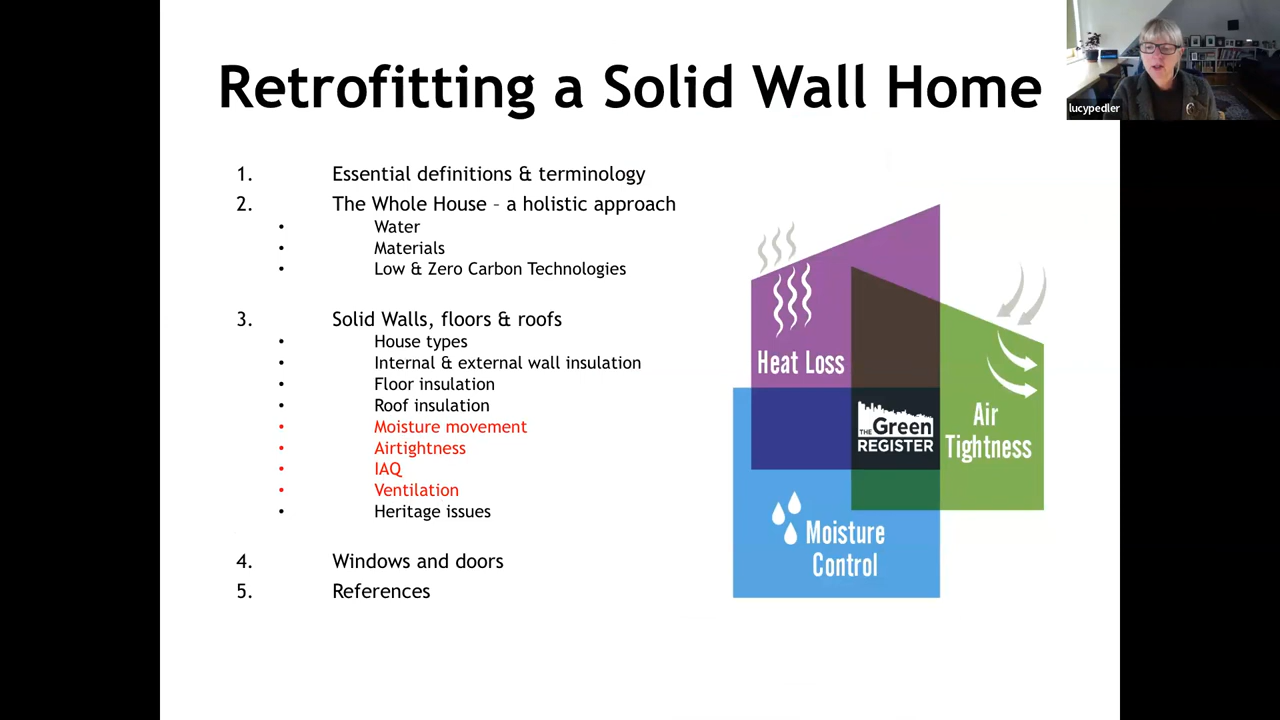 Retrofitting a Solid Wall Home
lucypedler
1. Essential definitions & terminology
2. The Whole House – a holistic approach
• Water
• Materials
• Low & Zero Carbon Technologies
3. Solid Walls, floors & roofs
• House types
• Internal & external wall insulation
• Floor insulation
• Roof insulation
• Moisture movement
• Airtightness
• IAQ
• Ventilation
• Heritage issues
4. Windows and doors
5. References
Heat Loss
THE Green
REGISTER
Air
Tightness
Moisture
Control